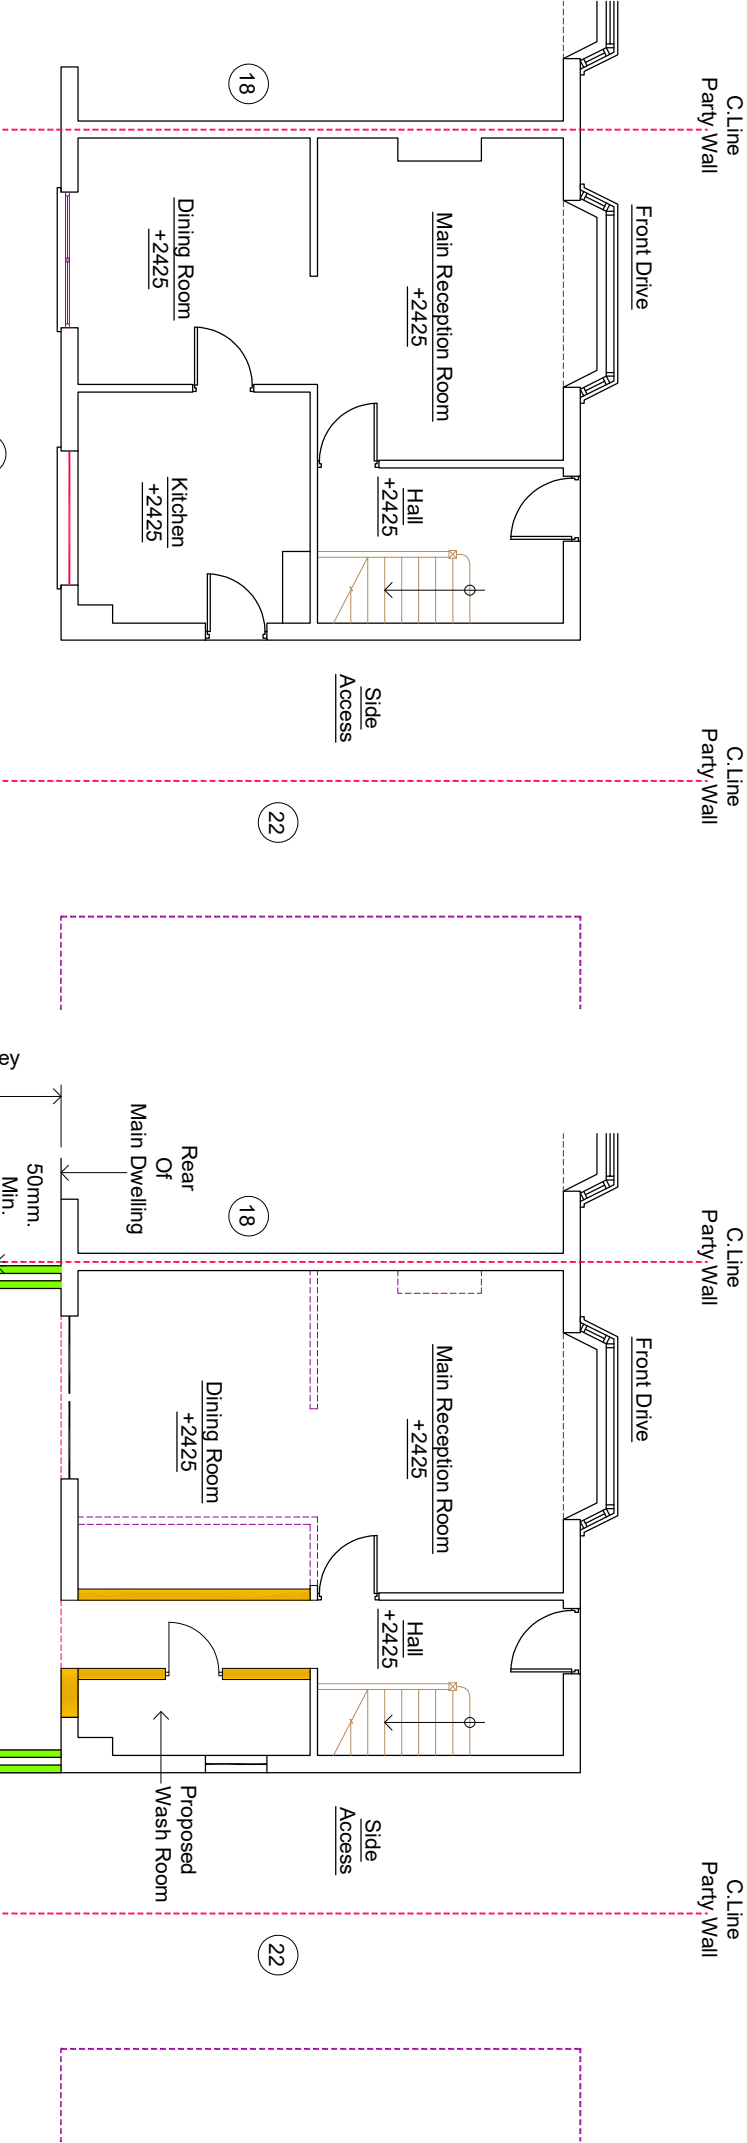 C.Line
Party Wall
18
Front Drive
Main Reception Room
+2425
Dining Room
+2425
Hall
+2425
Kitchen
+2425
Side
Access
C.Line
Party Wall
22
ey
Rear
Of
Main Dwelling
50mm.
Min.
18
C.Line
Party Wall
Front Drive
Main Reception Room
+2425
Dining Room
+2425
Hall
+2425
Proposed
Wash Room
Side
Access
C.Line
Party Wall
22